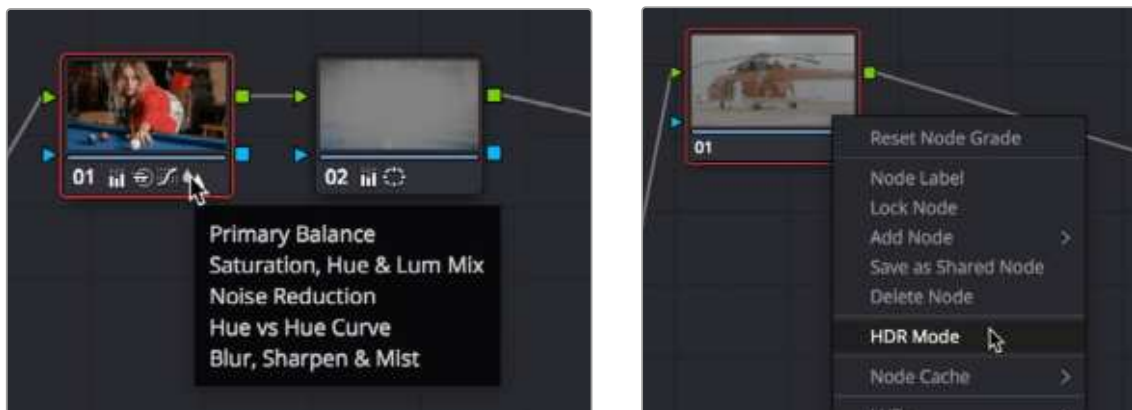 01
02
Primary Balance
Saturation, Hue & Lum Mix
Noise Reduction
Hue vs Hue Curve
Blur, Sharpen & Mist
01
Reset Node Grade
Node Label
Lock Node
Add Node
Save as Shared Node
Delete Node
HDR Mode
Node Cache